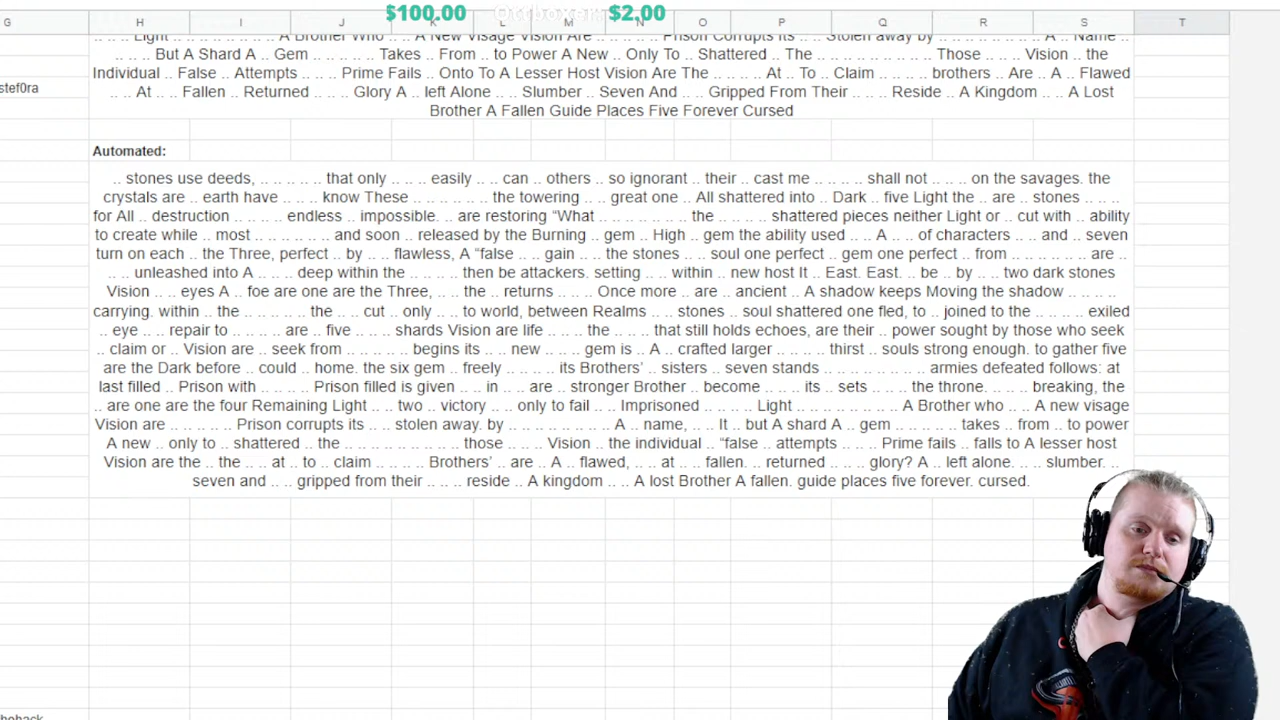 $100.00 Ottboxer: $2.00
G H I J K L M N O P Q R S T
.. .. .. Light .. .. .. .. .. .. A Brother Who .. .. A New Visage Vision Are .. .. .. .. .. Prison Corrupts Its .. .. Stolen away by .. .. .. .. .. .. .. A .. Name ..
.. .. .. But A Shard A .. Gem .. .. .. .. .. Takes .. From .. to Power A New .. Only To .. Shattered .. The .. .. .. .. .. .. .. .. .. Those .. .. Vision .. the
Individual .. False .. Attempts .. .. .. Prime Fails .. Onto To A Lesser Host Vision Are The .. .. .. .. At .. To .. Claim .. .. .. .. brothers .. Are .. A .. Flawed
stef0ra
.. .. At .. Fallen .. Returned .. .. .. Glory A .. left Alone .. .. Slumber .. Seven And .. .. .. Gripped From Their .. .. .. Reside .. A Kingdom .. .. A Lost
Brother A Fallen Guide Places Five Forever Cursed
Automated:
.. stones use deeds, .. .. .. .. .. that only .. .. .. easily .. .. can .. others .. so ignorant .. their .. cast me .. .. .. .. shall not .. .. .. on the savages. the
crystals are .. earth have .. .. know These .. .. .. .. .. the towering .. .. great one .. All shattered into .. Dark .. five Light the .. are .. stones .. .. ..
for All .. destruction .. .. .. .. endless .. impossible. .. are restoring “What .. .. .. .. .. the .. .. .. .. shattered pieces neither Light or .. cut with .. ability
to create while .. most .. .. .. .. .. .. and soon .. released by the Burning .. gem .. High .. gem the ability used .. .. A .. .. of characters .. .. and .. seven
turn on each .. the Three, perfect .. by .. flawless, A “false .. .. gain .. .. the stones .. .. soul one perfect .. gem one perfect .. from .. .. .. .. .. are ..
.. .. unleashed into A .. .. deep within the .. .. .. .. then be attackers. setting .. .. within .. new host It .. East. East. .. be .. by .. .. two dark stones
Vision .. .. eyes A .. foe are one are the Three, .. .. the .. returns .. .. .. Once more .. are .. ancient .. A shadow keeps Moving the shadow .. .. .. ..
carrying. within .. the .. .. .. .. the .. .. cut .. only .. .. to world, between Realms .. .. stones .. soul shattered one fled, to .. joined to the .. .. .. .. exiled
.. eye .. .. repair to .. .. .. .. are .. five .. .. shards Vision are life .. .. the .. .. .. that still holds echoes, are their .. power sought by those who seek
.. claim or .. Vision are .. seek from .. .. .. .. .. begins its .. .. new .. .. gem is .. A .. crafted larger .. .. .. .. thirst .. souls strong enough. to gather five
are the Dark before .. could .. home. the six gem .. freely .. .. .. its Brothers’ .. sisters .. seven stands .. .. .. .. .. .. .. .. armies defeated follows: at
last filled .. Prison with .. .. .. .. Prison filled is given .. .. in .. .. are .. stronger Brother .. become .. .. .. its .. sets .. .. the throne. .. .. breaking, the
.. are one are the four Remaining Light .. .. two .. victory .. .. only to fail .. .. Imprisoned .. .. .. .. Light .. .. .. .. .. .. .. A Brother who .. .. A new visage
Vision are .. .. .. .. .. Prison corrupts its .. .. stolen away. by .. .. .. .. .. .. .. A .. name, .. .. It .. but A shard A .. gem .. .. .. .. takes .. from .. to power
A new .. only to .. shattered .. the .. .. .. .. .. .. .. .. .. those .. .. Vision .. the individual .. “false .. attempts .. .. .. Prime fails .. falls to A lesser host
Vision are the .. the .. .. at .. to .. claim .. .. .. .. Brothers’ .. are .. A .. flawed, .. .. at .. fallen. .. returned .. .. .. glory? A .. left alone. .. .. slumber. ..
seven and .. .. .. gripped from their .. .. .. reside .. A kingdom .. .. A lost Brother A fallen. guide places five forever. cursed.